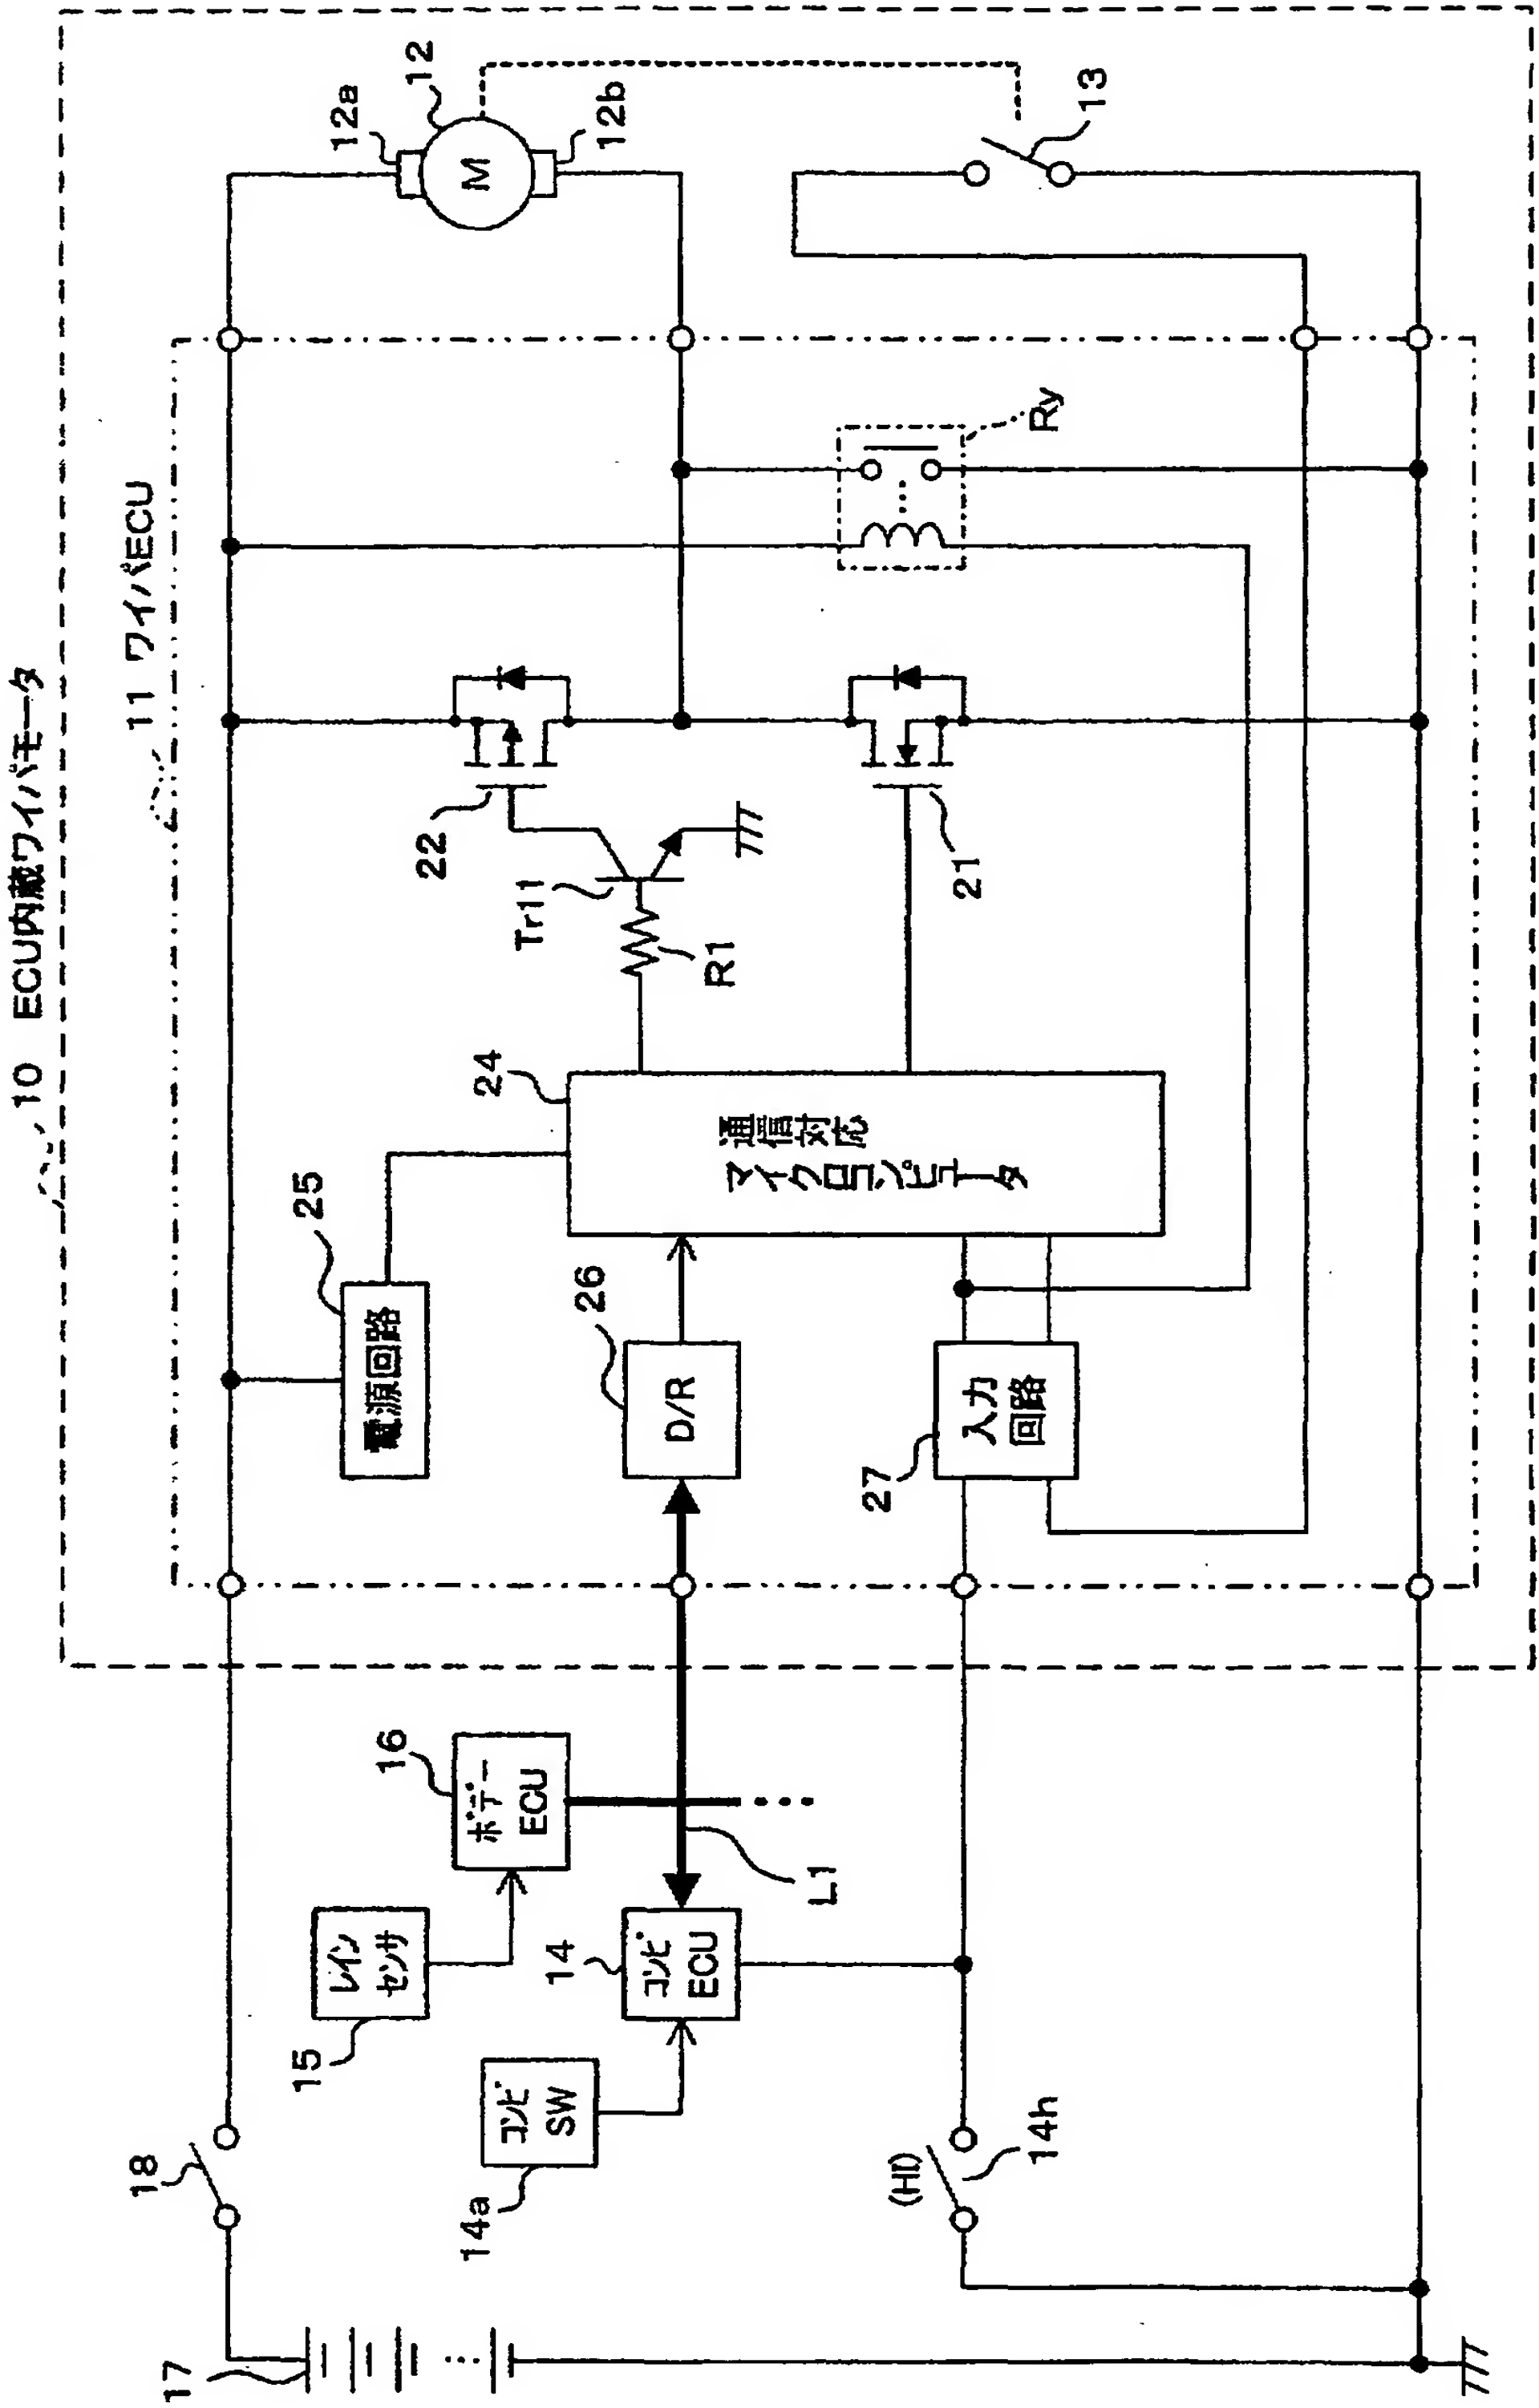 10 ECU内蔵ワイパモータ
11 ワイパECU
12a
12
12b
M
13
Ry
22
Tr11
R1
21
24
通信対応
マイクロコンピュータ
25
電源回路
26
D/R
27
入力
回路
16
ボデー
ECU
L1
15
レイン
センサ
14
コンビ
ECU
14a
コンビ
SW
18
(HI)
14h
17